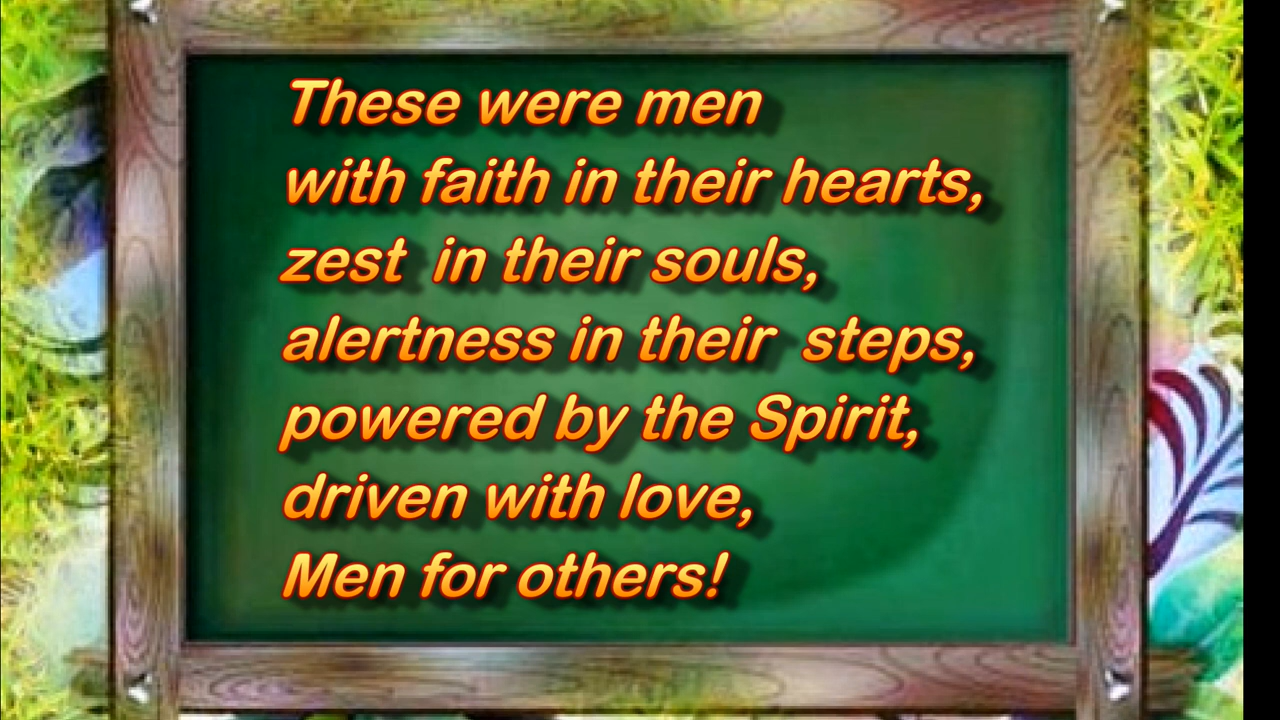 These were men
with faith in their hearts,
zest in their souls,
alertness in their steps,
powered by the Spirit,
driven with love,
Men for others!